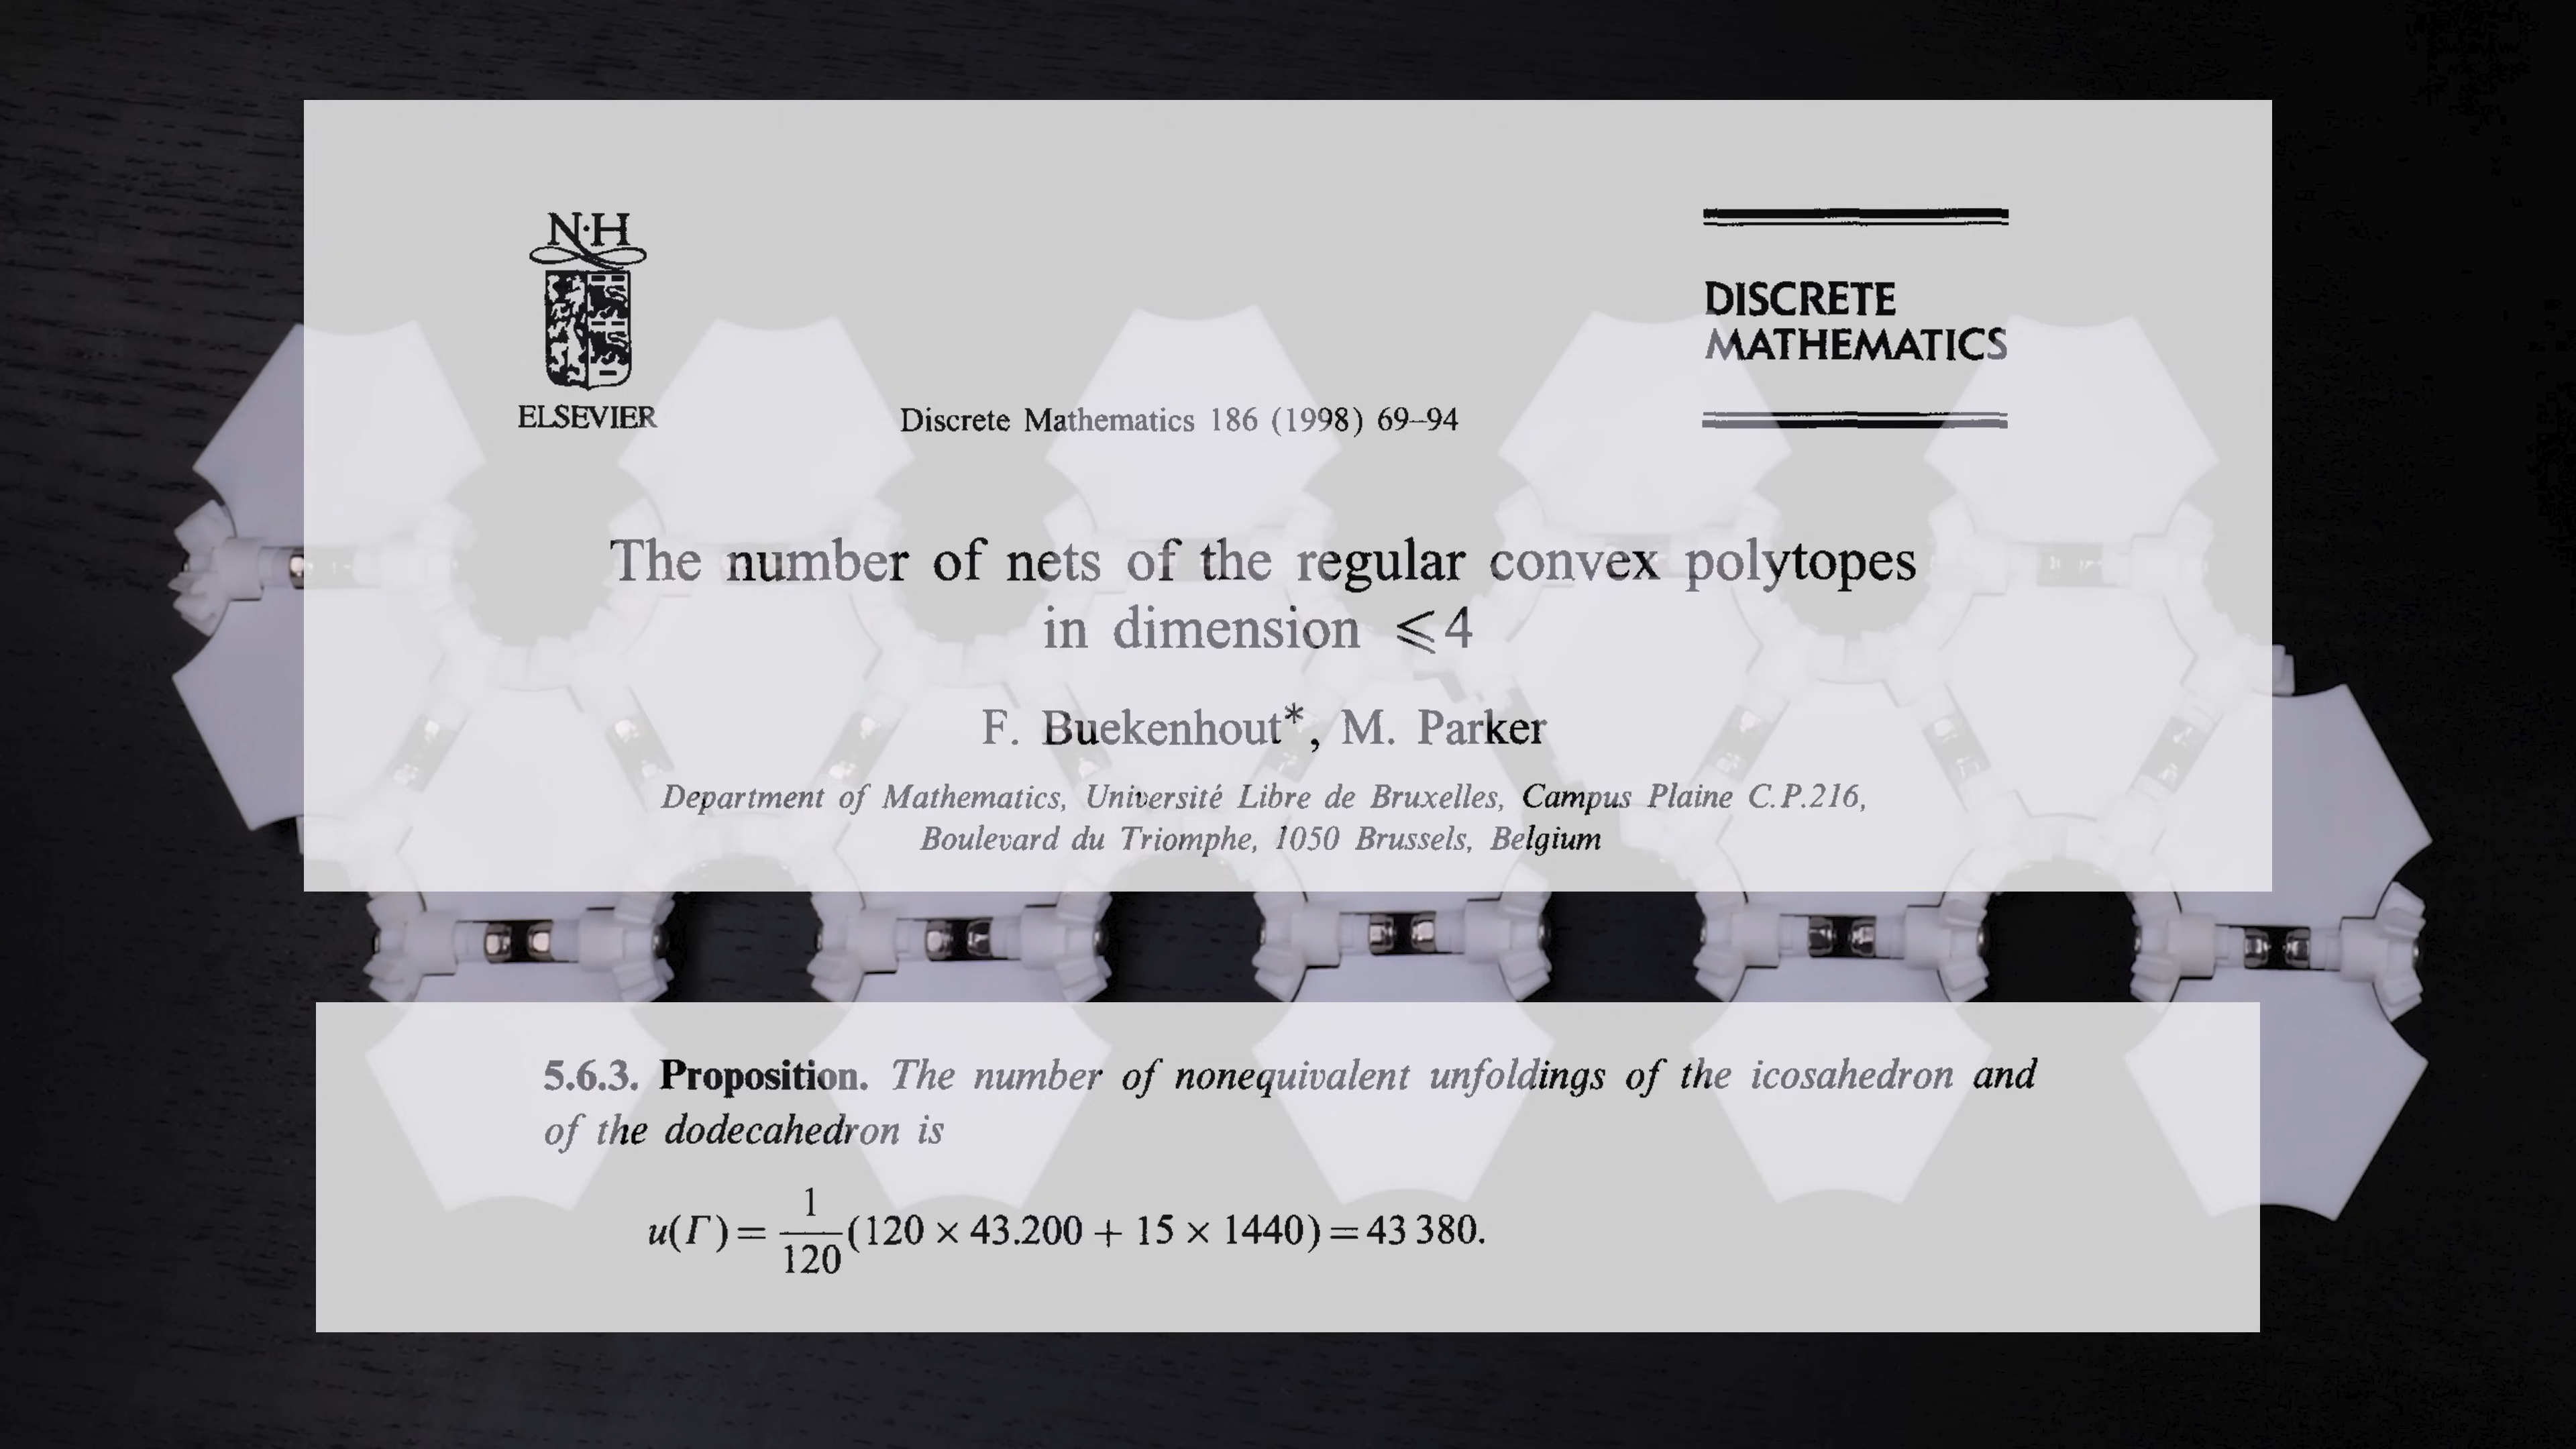 N·H
ELSEVIER
DISCRETE
MATHEMATICS
Discrete Mathematics 186 (1998) 69–94
The number of nets of the regular convex polytopes
in dimension ⩽4
F. Buekenhout*, M. Parker
Department of Mathematics, Université Libre de Bruxelles, Campus Plaine C.P.216,
Boulevard du Triomphe, 1050 Brussels, Belgium
5.6.3. Proposition. The number of nonequivalent unfoldings of the icosahedron and
of the dodecahedron is
u(Γ) = 1/120 (120 × 43.200 + 15 × 1440) = 43 380.